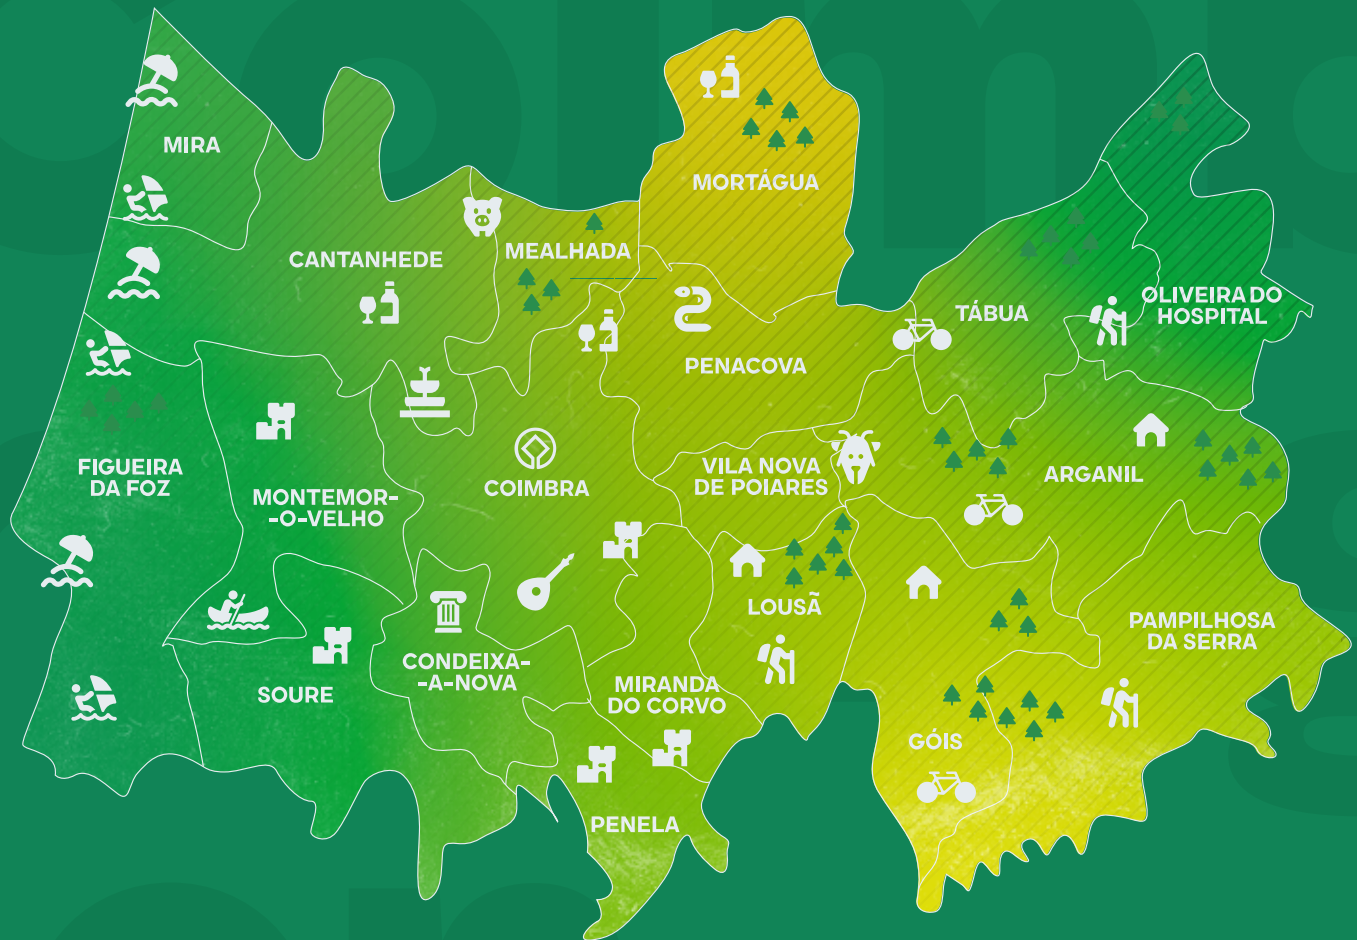 MIRA
MORTÁGUA
CANTANHEDE
MEALHADA
OLIVEIRA DO
HOSPITAL
TÁBUA
PENACOVA
FIGUEIRA
DA FOZ
MONTEMOR-
-O-VELHO
COIMBRA
VILA NOVA
DE POIARES
ARGANIL
LOUSÃ
PAMPILHOSA
DA SERRA
CONDEIXA-
-A-NOVA
SOURE
MIRANDA
DO CORVO
GÓIS
PENELA